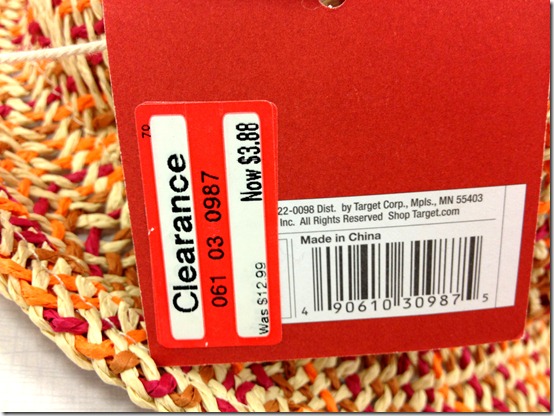 70
Clearance
061 03 0987
Now $3.88
Was $12.99
22-0098 Dist. by Target Corp., Mpls., MN 55403
Inc. All Rights Reserved Shop Target.com
Made in China
4 90610 30987 5